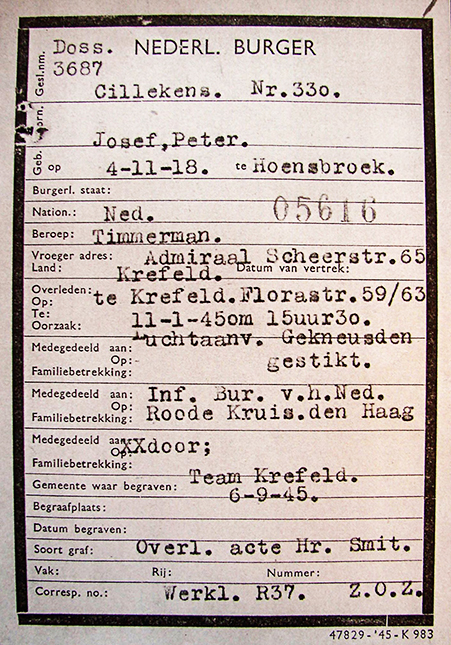 Doss. NEDERL. BURGER
3687
Gesl.nm.
Cillekens. Nr.33o.
Josef,Peter.
Geb. op 4-11-18. te Hoensbroek.
Burgerl. staat:
Nation.: Ned. 05616
Beroep: Timmerman.
Vroeger adres: Admiraal Scheerstr.65
Land: Krefeld. Datum van vertrek:
Overleden:
Op: te Krefeld.Florastr.59/63
Te: 11-1-45om 15uur3o.
Oorzaak: Luchtaanv. Gekneusden
Medegedeeld aan: gestikt.
Op:-
Familiebetrekking:
Medegedeeld aan: Inf. Bur. v.h.Ned.
Op:
Familiebetrekking: Roode Kruis.den Haag
Medegedeeld aan:
Op: XXdoor;
Familiebetrekking:
Team Krefeld.
Gemeente waar begraven: 6-9-45.
Begraafplaats:
Datum begraven:
Soort graf: Overl. acte Hr. Smit.
Vak: Rij: Nummer:
Corresp. no.: Werkl. R37. Z.O.Z.
47829-'45-K 983